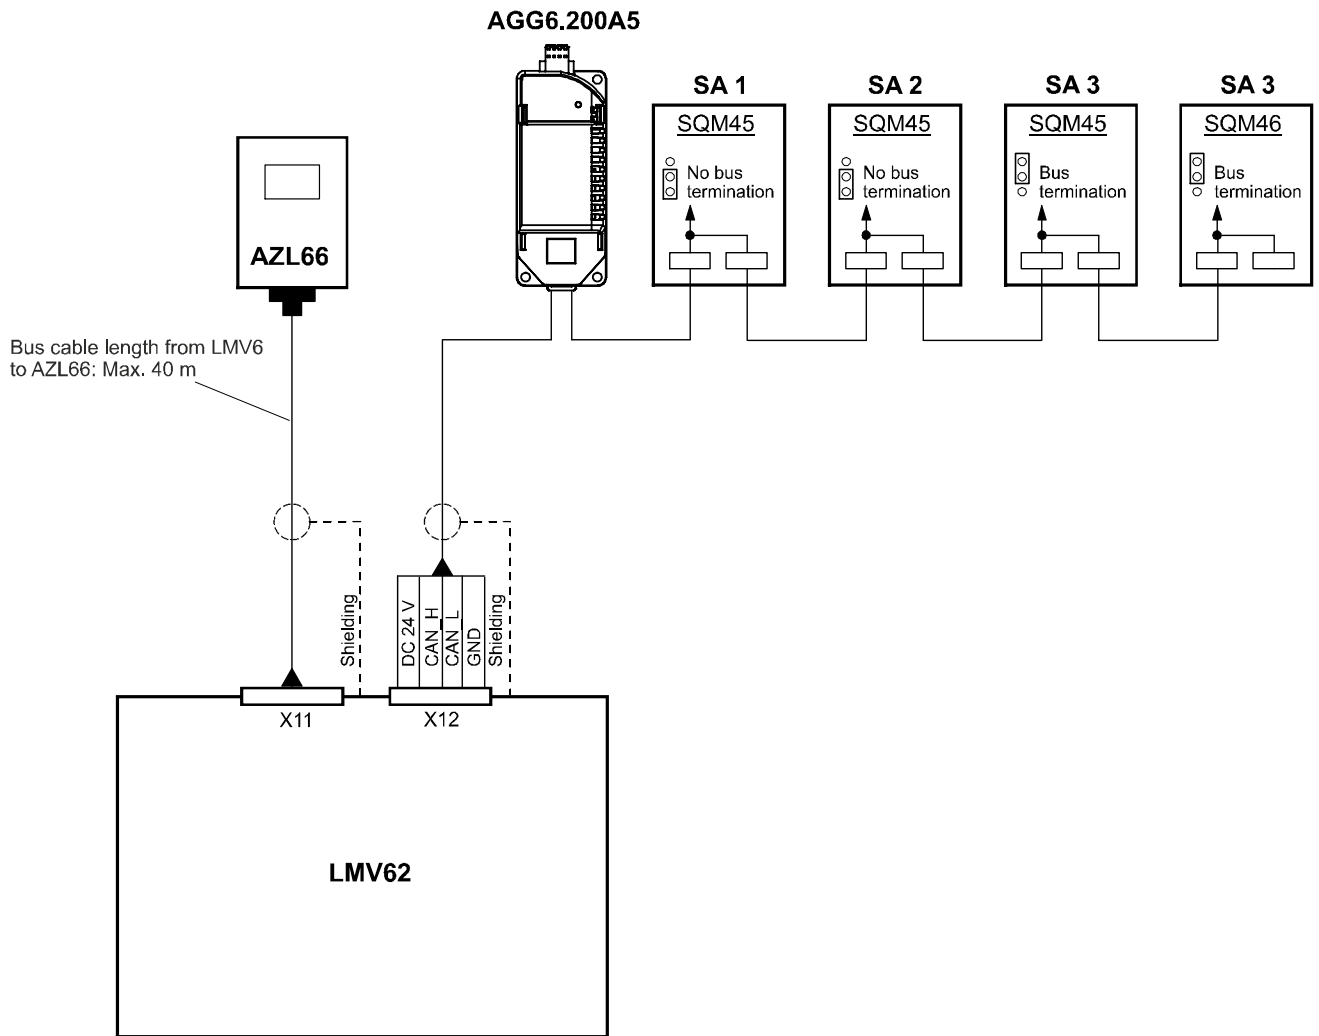 AGG6.200A5
SA 1
SA 2
SA 3
SA 3
SQM45
SQM45
SQM45
SQM46
No bus
termination
No bus
termination
Bus
termination
Bus
termination
AZL66
Bus cable length from LMV6
to AZL66: Max. 40 m
Shielding
DC 24 V
CAN_H
CAN_L
GND
Shielding
X11
X12
LMV62